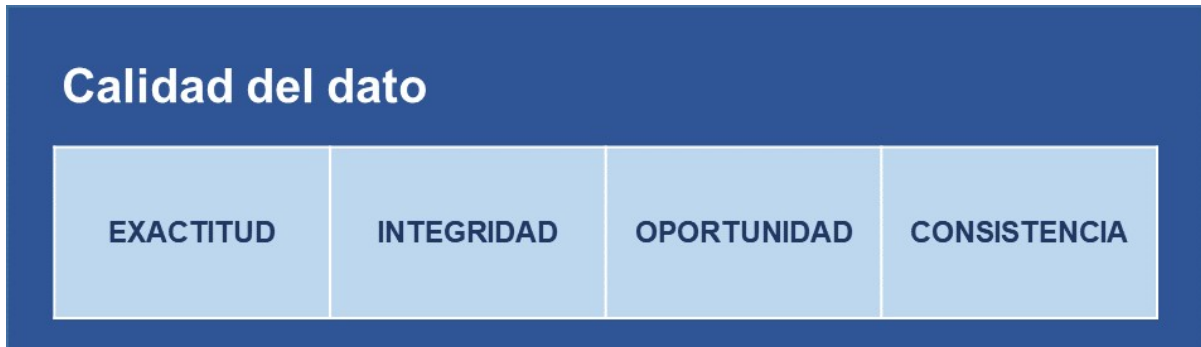 Calidad del dato
EXACTITUD INTEGRIDAD OPORTUNIDAD CONSISTENCIA